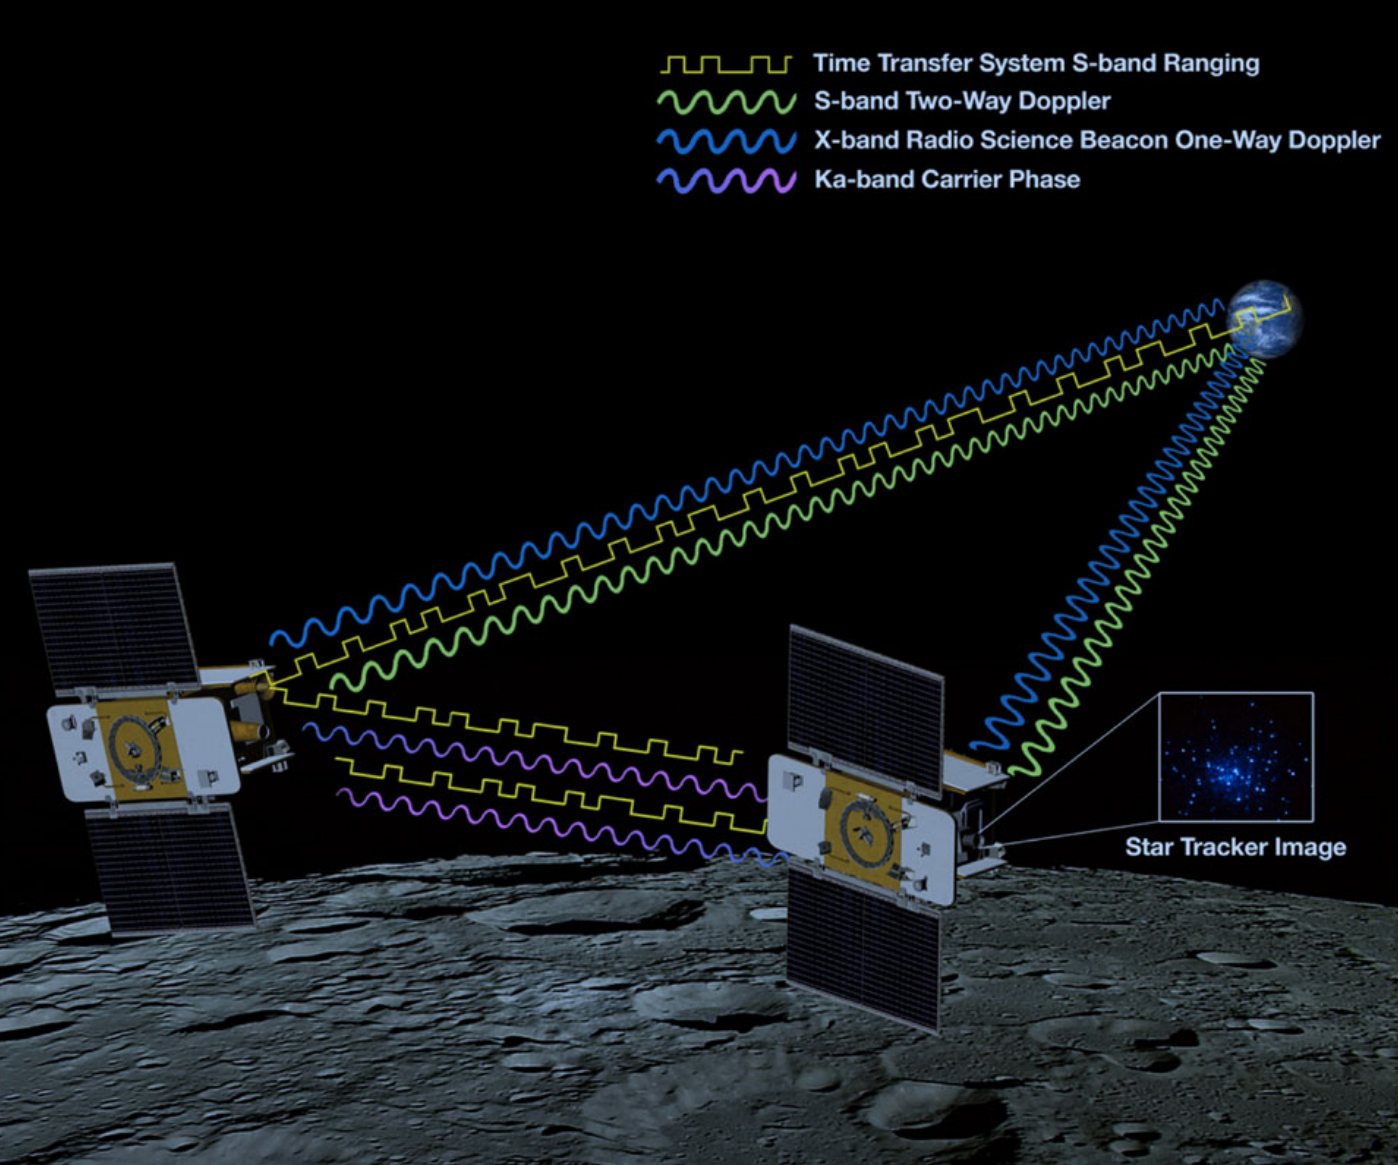 Time Transfer System S-band Ranging
S-band Two-Way Doppler
X-band Radio Science Beacon One-Way Doppler
Ka-band Carrier Phase
Star Tracker Image